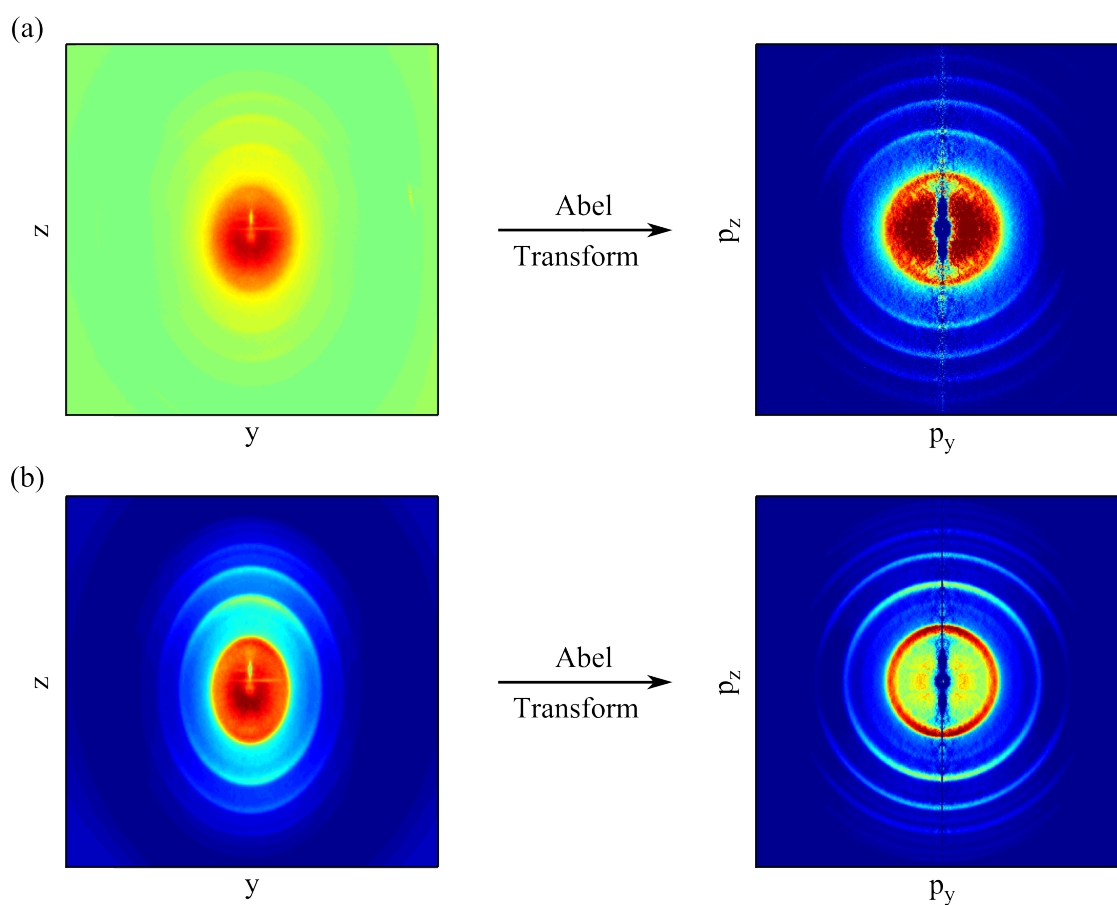 (a)
z
y
Abel
Transform
p_z
p_y
(b)
z
y
Abel
Transform
p_z
p_y